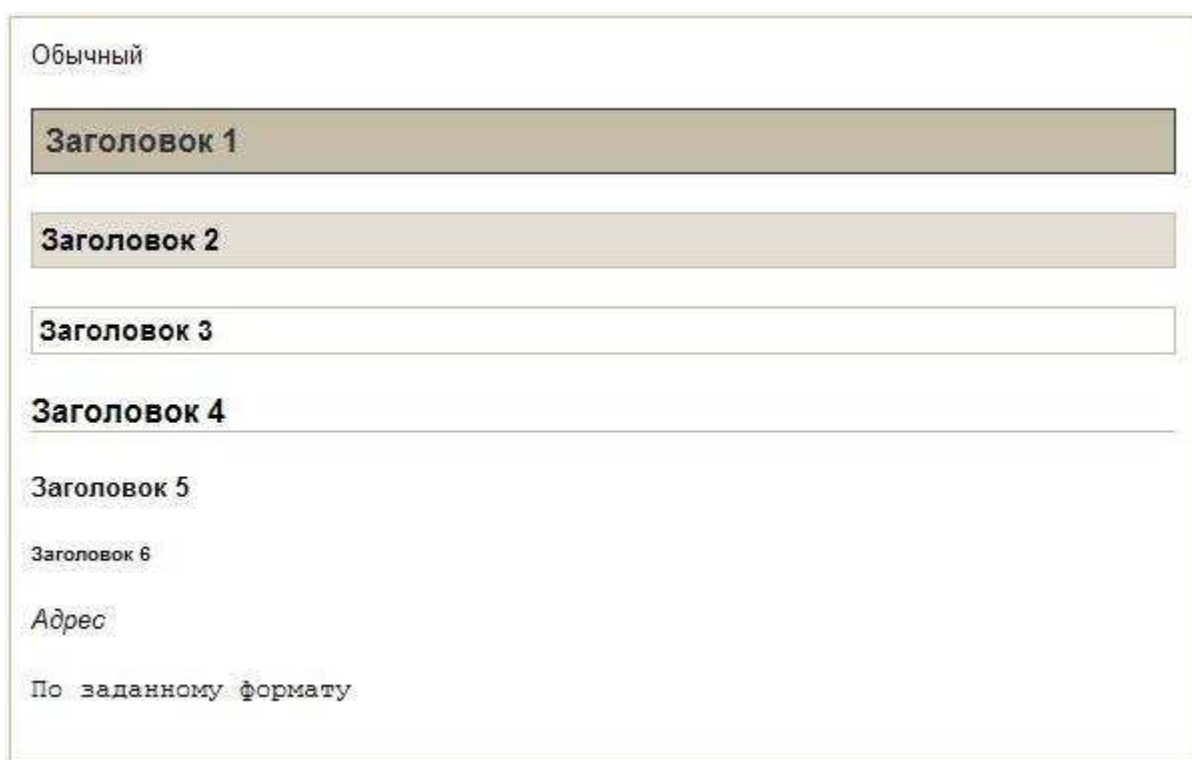 Обычный
Заголовок 1
Заголовок 2
Заголовок 3
Заголовок 4
Заголовок 5
Заголовок 6
Адрес
По заданному формату